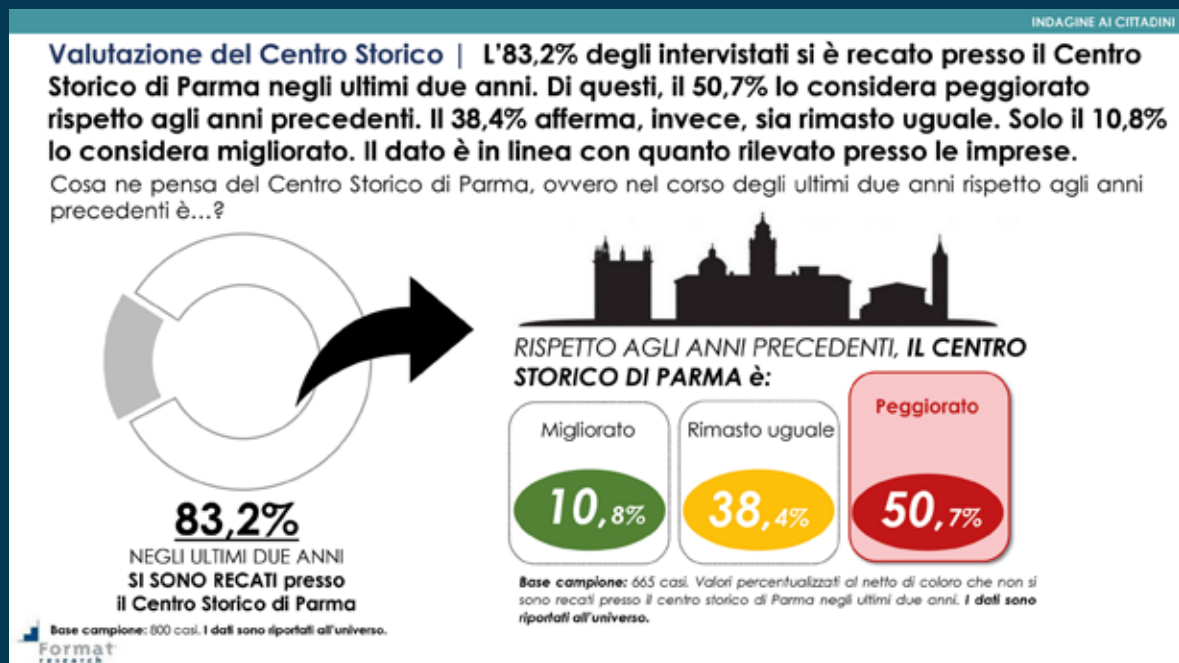 INDAGINE AI CITTADINI
Valutazione del Centro Storico | L'83,2% degli intervistati si è recato presso il Centro
Storico di Parma negli ultimi due anni. Di questi, il 50,7% lo considera peggiorato
rispetto agli anni precedenti. Il 38,4% afferma, invece, sia rimasto uguale. Solo il 10,8%
lo considera migliorato. Il dato è in linea con quanto rilevato presso le imprese.
Cosa ne pensa del Centro Storico di Parma, ovvero nel corso degli ultimi due anni rispetto agli anni
precedenti è...?
83,2%
NEGLI ULTIMI DUE ANNI
SI SONO RECATI presso
il Centro Storico di Parma
Base campione: 800 casi. I dati sono riportati all'universo.
RISPETTO AGLI ANNI PRECEDENTI, IL CENTRO
STORICO DI PARMA è:
Migliorato
10,8%
Rimasto uguale
38,4%
Peggiorato
50,7%
Base campione: 665 casi. Valori percentualizzati al netto di coloro che non si
sono recati presso il centro storico di Parma negli ultimi due anni. I dati sono
riportati all'universo.
Format
research